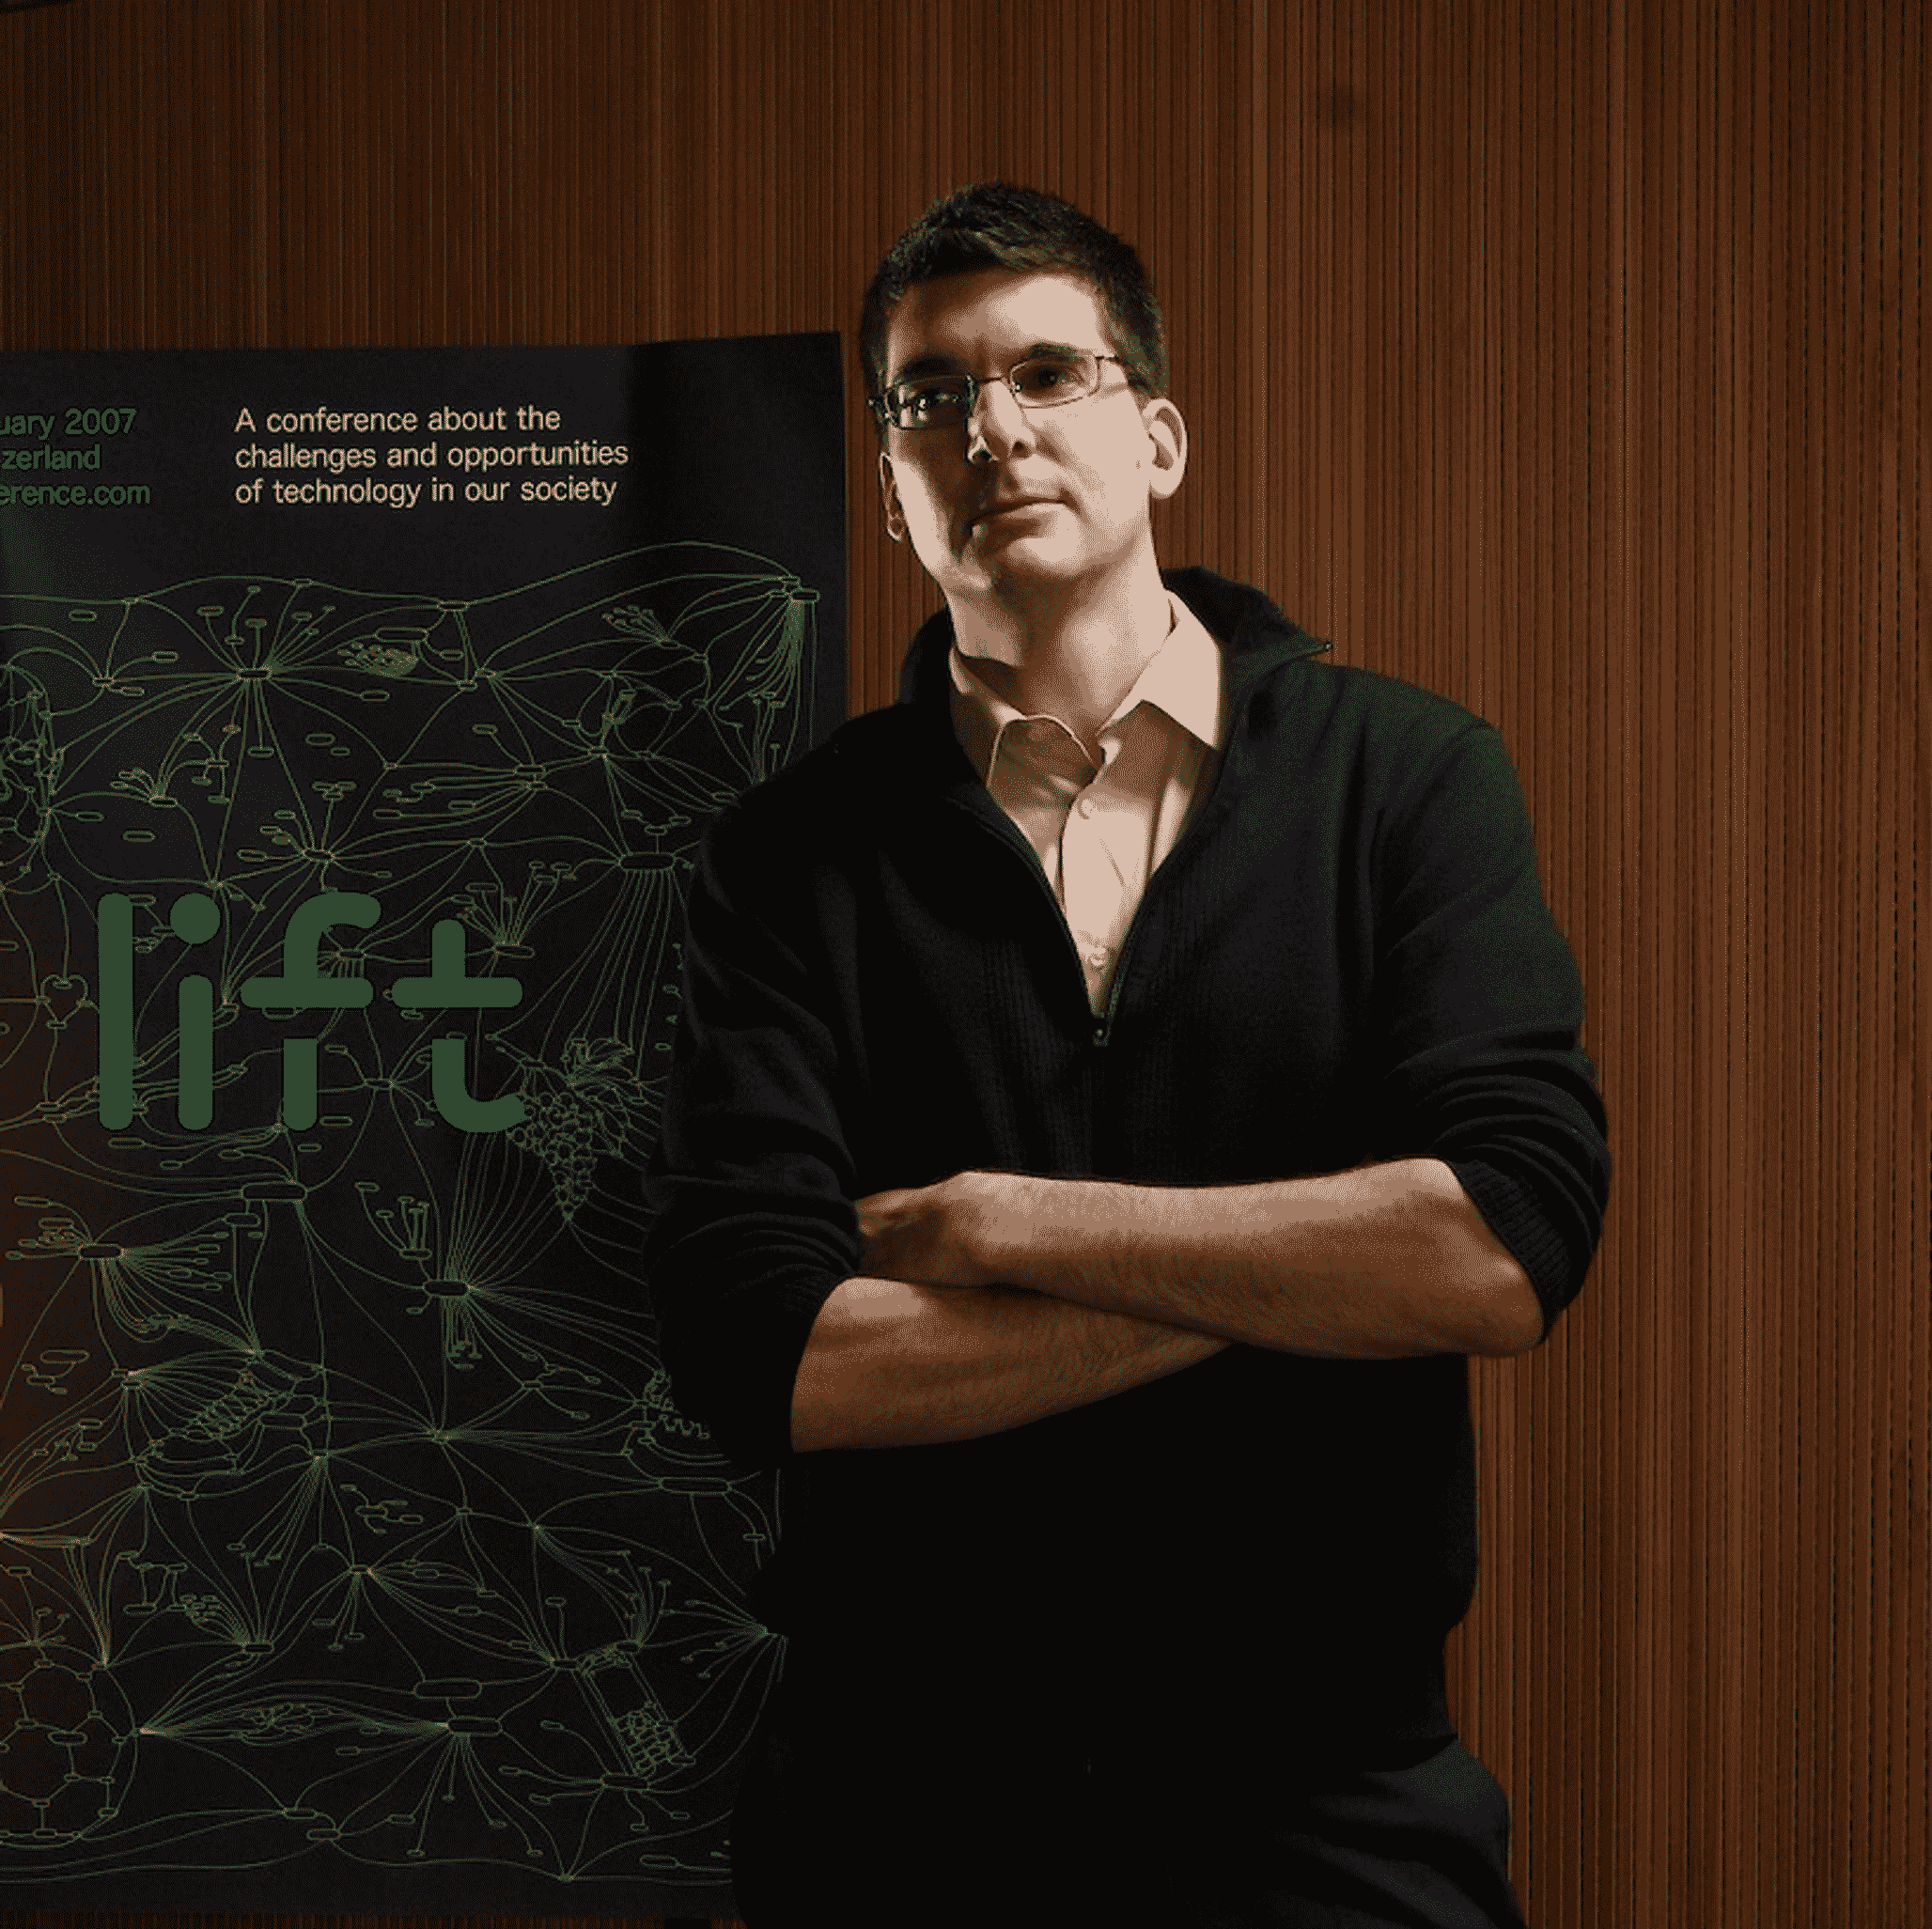 uary 2007
zerland
erence.com
A conference about the
challenges and opportunities
of technology in our society
lift